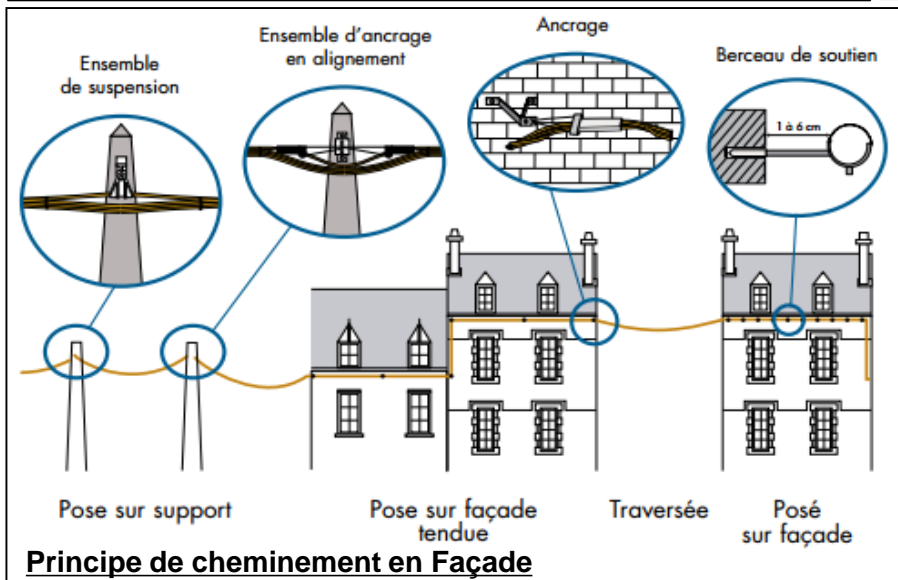 Ensemble
de suspension
Ensemble d'ancrage
en alignement
Ancrage
Berceau de soutien
1 à 6 cm
Pose sur support
Pose sur façade
tendue
Traversée
Posé
sur façade
Principe de cheminement en Façade